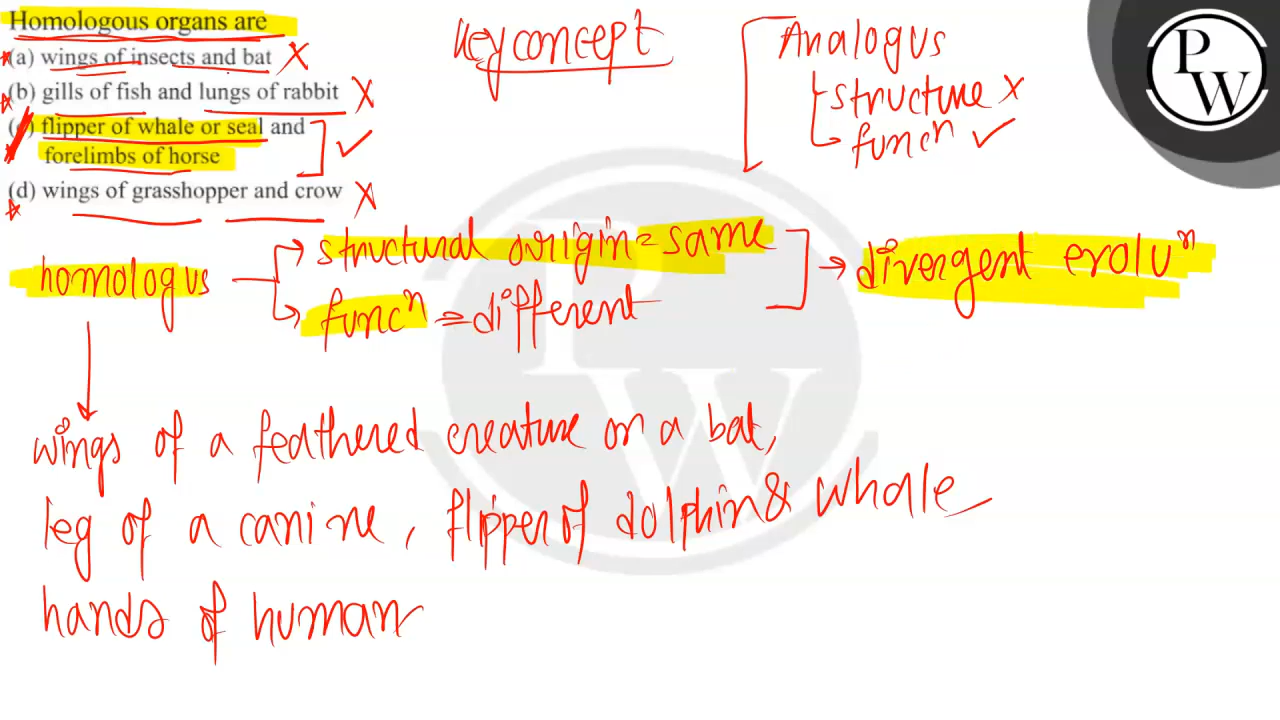 Homologous organs are
(a) wings of insects and bat
(b) gills of fish and lungs of rabbit
flipper of whale or seal and
forelimbs of horse
(d) wings of grasshopper and crow
Key concept
Analogus
structure X
funcn ✓
PW
homologus
structural origin = same
funcn = different
divergent evolun
wings of a feathered creature or a bat,
leg of a canine, flipper of dolphin & whale
hands of human
PW